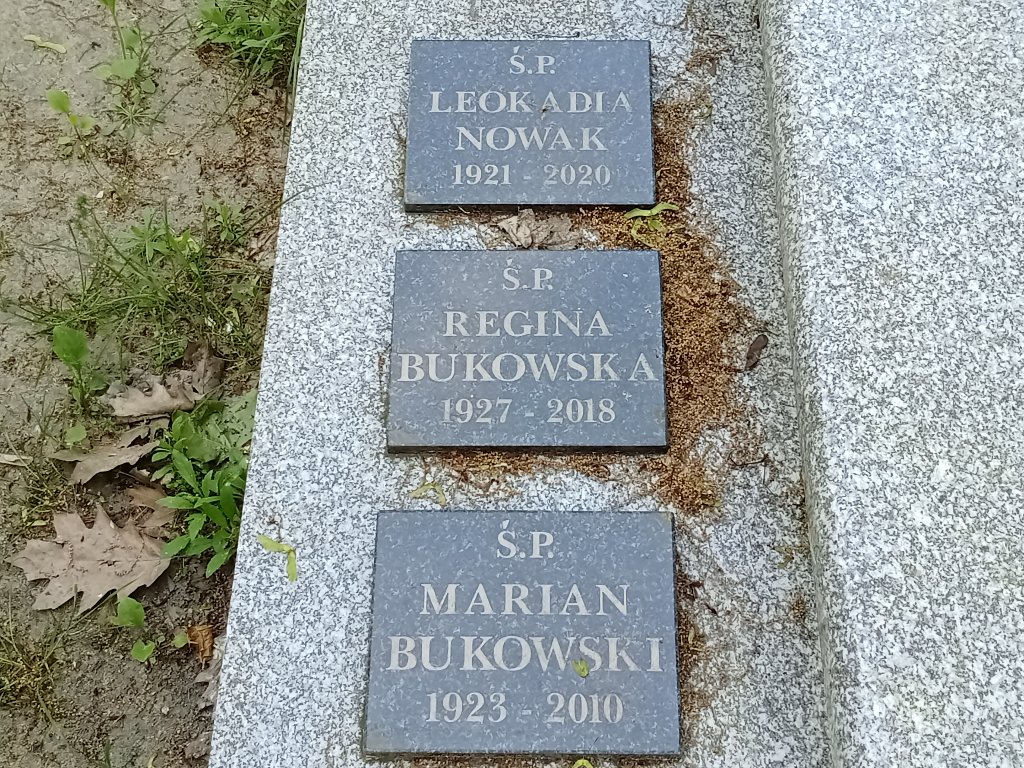 Ś.P.
LEOKADIA
NOWAK
1921 - 2020
Ś.P.
REGINA
BUKOWSKA
1927 - 2018
Ś.P.
MARIAN
BUKOWSKI
1923 - 2010